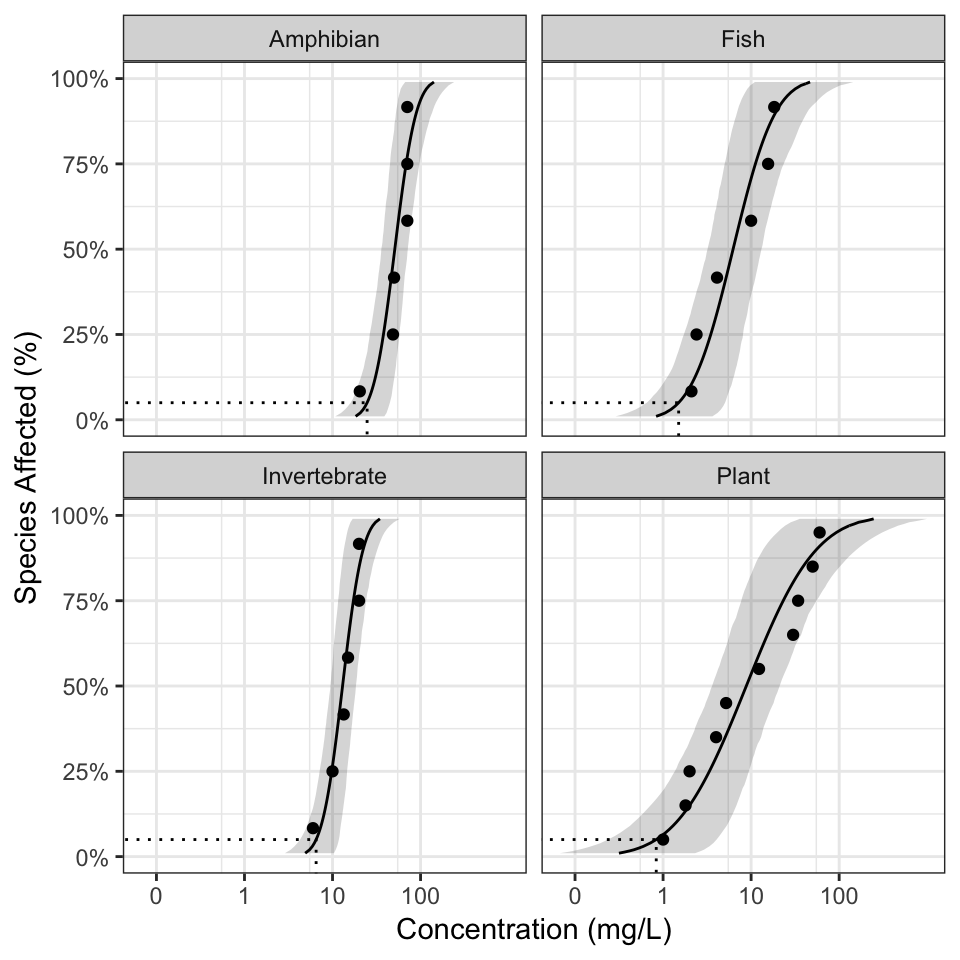 Amphibian Fish
100%
75%
50%
25%
0%
Species Affected (%)
Invertebrate Plant
100%
75%
50%
25%
0%
0 1 10 100 0 1 10 100
Concentration (mg/L)